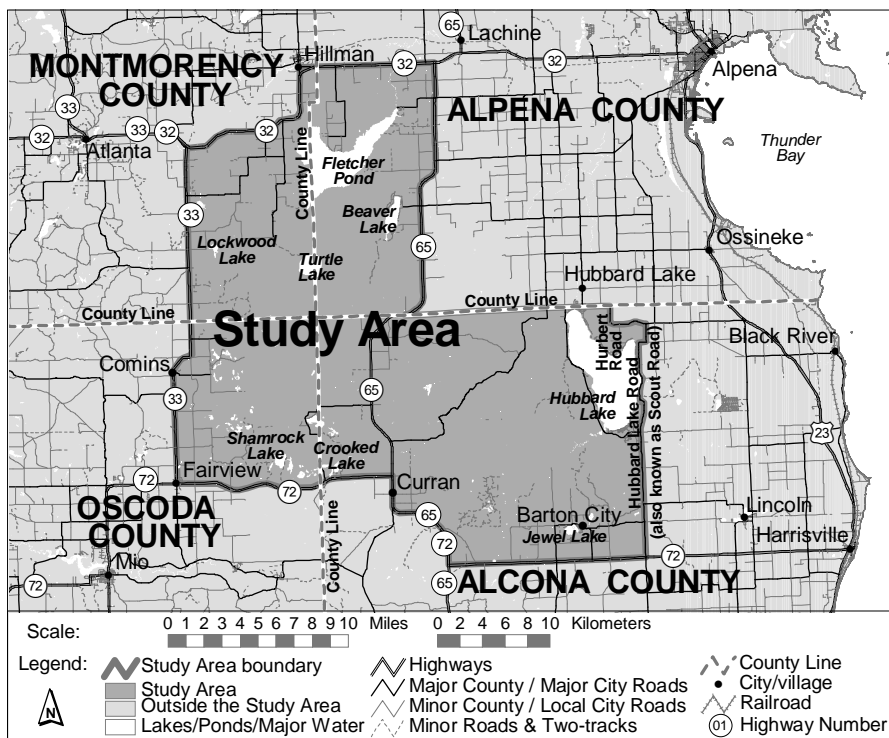 65
Lachine
Hillman
32
32
Alpena
MONTMORENCY
COUNTY
ALPENA COUNTY
33
32
33
32
32
Atlanta
County Line
Fletcher
Pond
Thunder
Bay
33
Beaver
Lake
65
Lockwood
Lake
Turtle
Lake
Ossineke
Hubbard Lake
County Line
County Line
Study Area
Comins
33
65
Hurbert
Road
Hubbard
Lake
Hubbard Lake Road
(also known as Scout Road)
Black River
23
Shamrock
Lake
Crooked
Lake
72
Fairview
72
Curran
OSCODA
COUNTY
County Line
65
72
Barton City
Jewel Lake
Lincoln
Harrisville
72
Mio
72
65
ALCONA COUNTY
Scale:
0 1 2 3 4 5 6 7 8 9 10 Miles
0 2 4 6 8 10 Kilometers
Legend:
Study Area boundary
Study Area
Outside the Study Area
Lakes/Ponds/Major Water
Highways
Major County / Major City Roads
Minor County / Local City Roads
Minor Roads & Two-tracks
County Line
City/village
Railroad
01 Highway Number
N